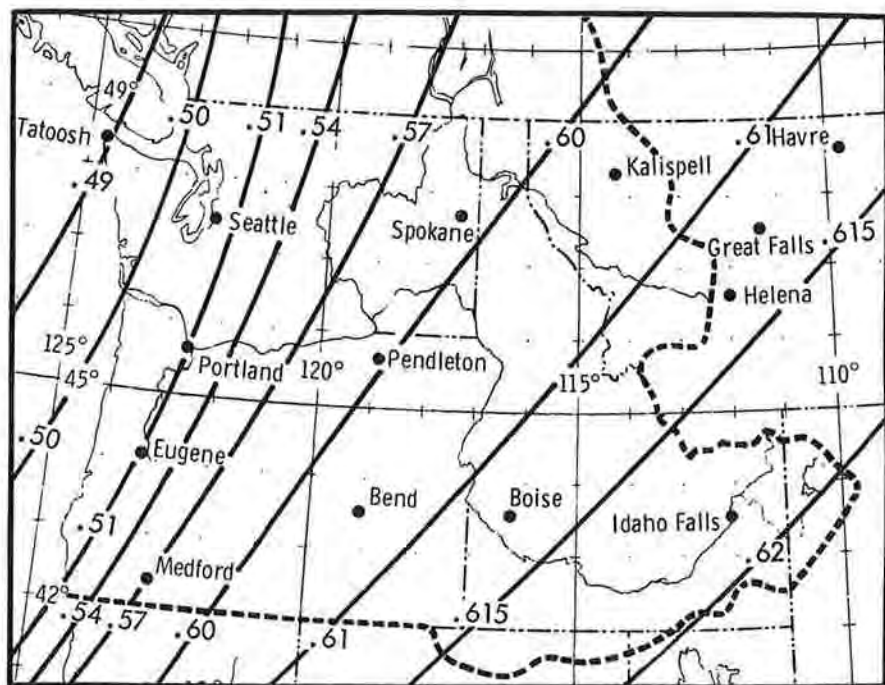 49°
.50
.51
.54
.57
.60
.61
Havre
Tatoosh
Kalispell
.49
Seattle
Spokane
Great Falls
.615
Helena
125°
Portland
120°
Pendleton
115°
110°
45°
.50
Eugene
Bend
Boise
Idaho Falls
.51
.62
Medford
42°
.54
.57
.60
.61
.615